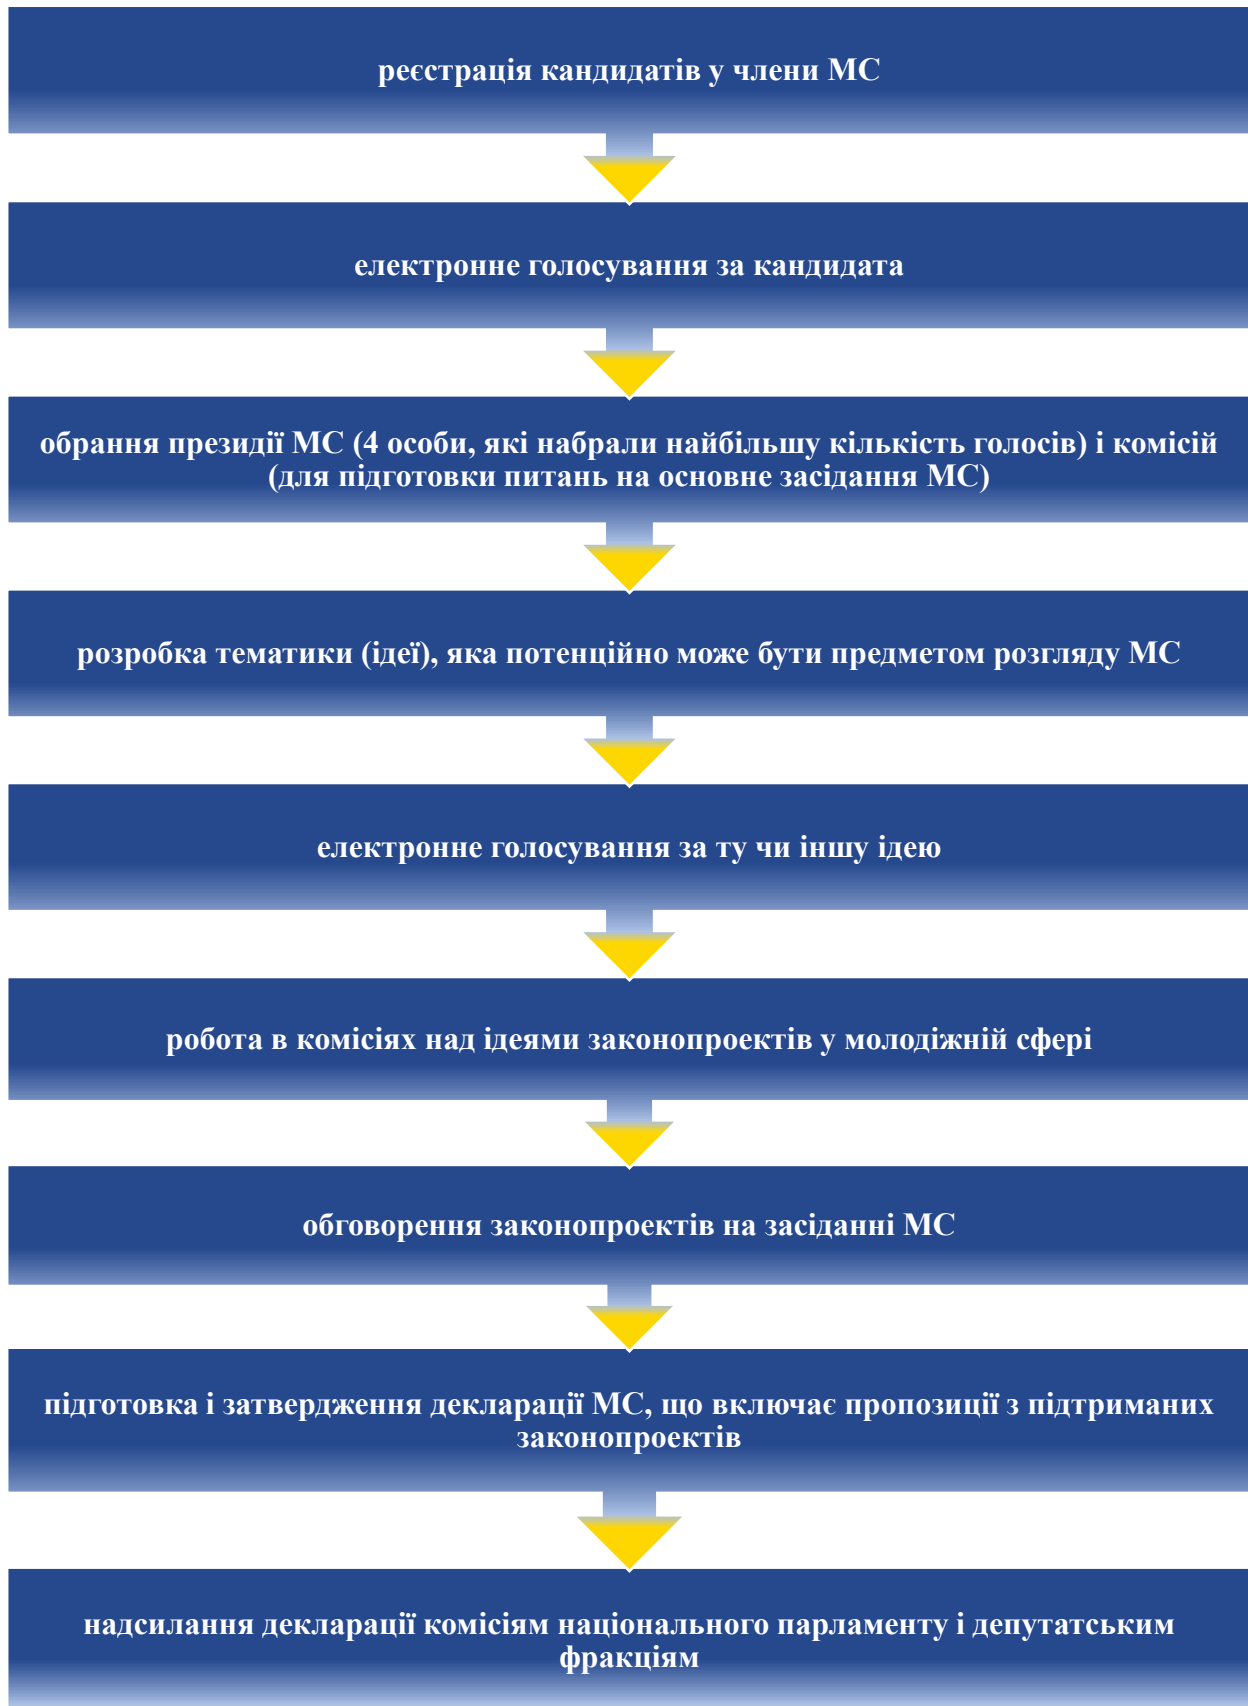 реєстрація кандидатів у члени МС
електронне голосування за кандидата
обрання президії МС (4 особи, які набрали найбільшу кількість голосів) і комісій
(для підготовки питань на основне засідання МС)
розробка тематики (ідеї), яка потенційно може бути предметом розгляду МС
електронне голосування за ту чи іншу ідею
робота в комісіях над ідеями законопроектів у молодіжній сфері
обговорення законопроектів на засіданні МС
підготовка і затвердження декларації МС, що включає пропозиції з підтриманих
законопроектів
надсилання декларації комісіям національного парламенту і депутатським
фракціям